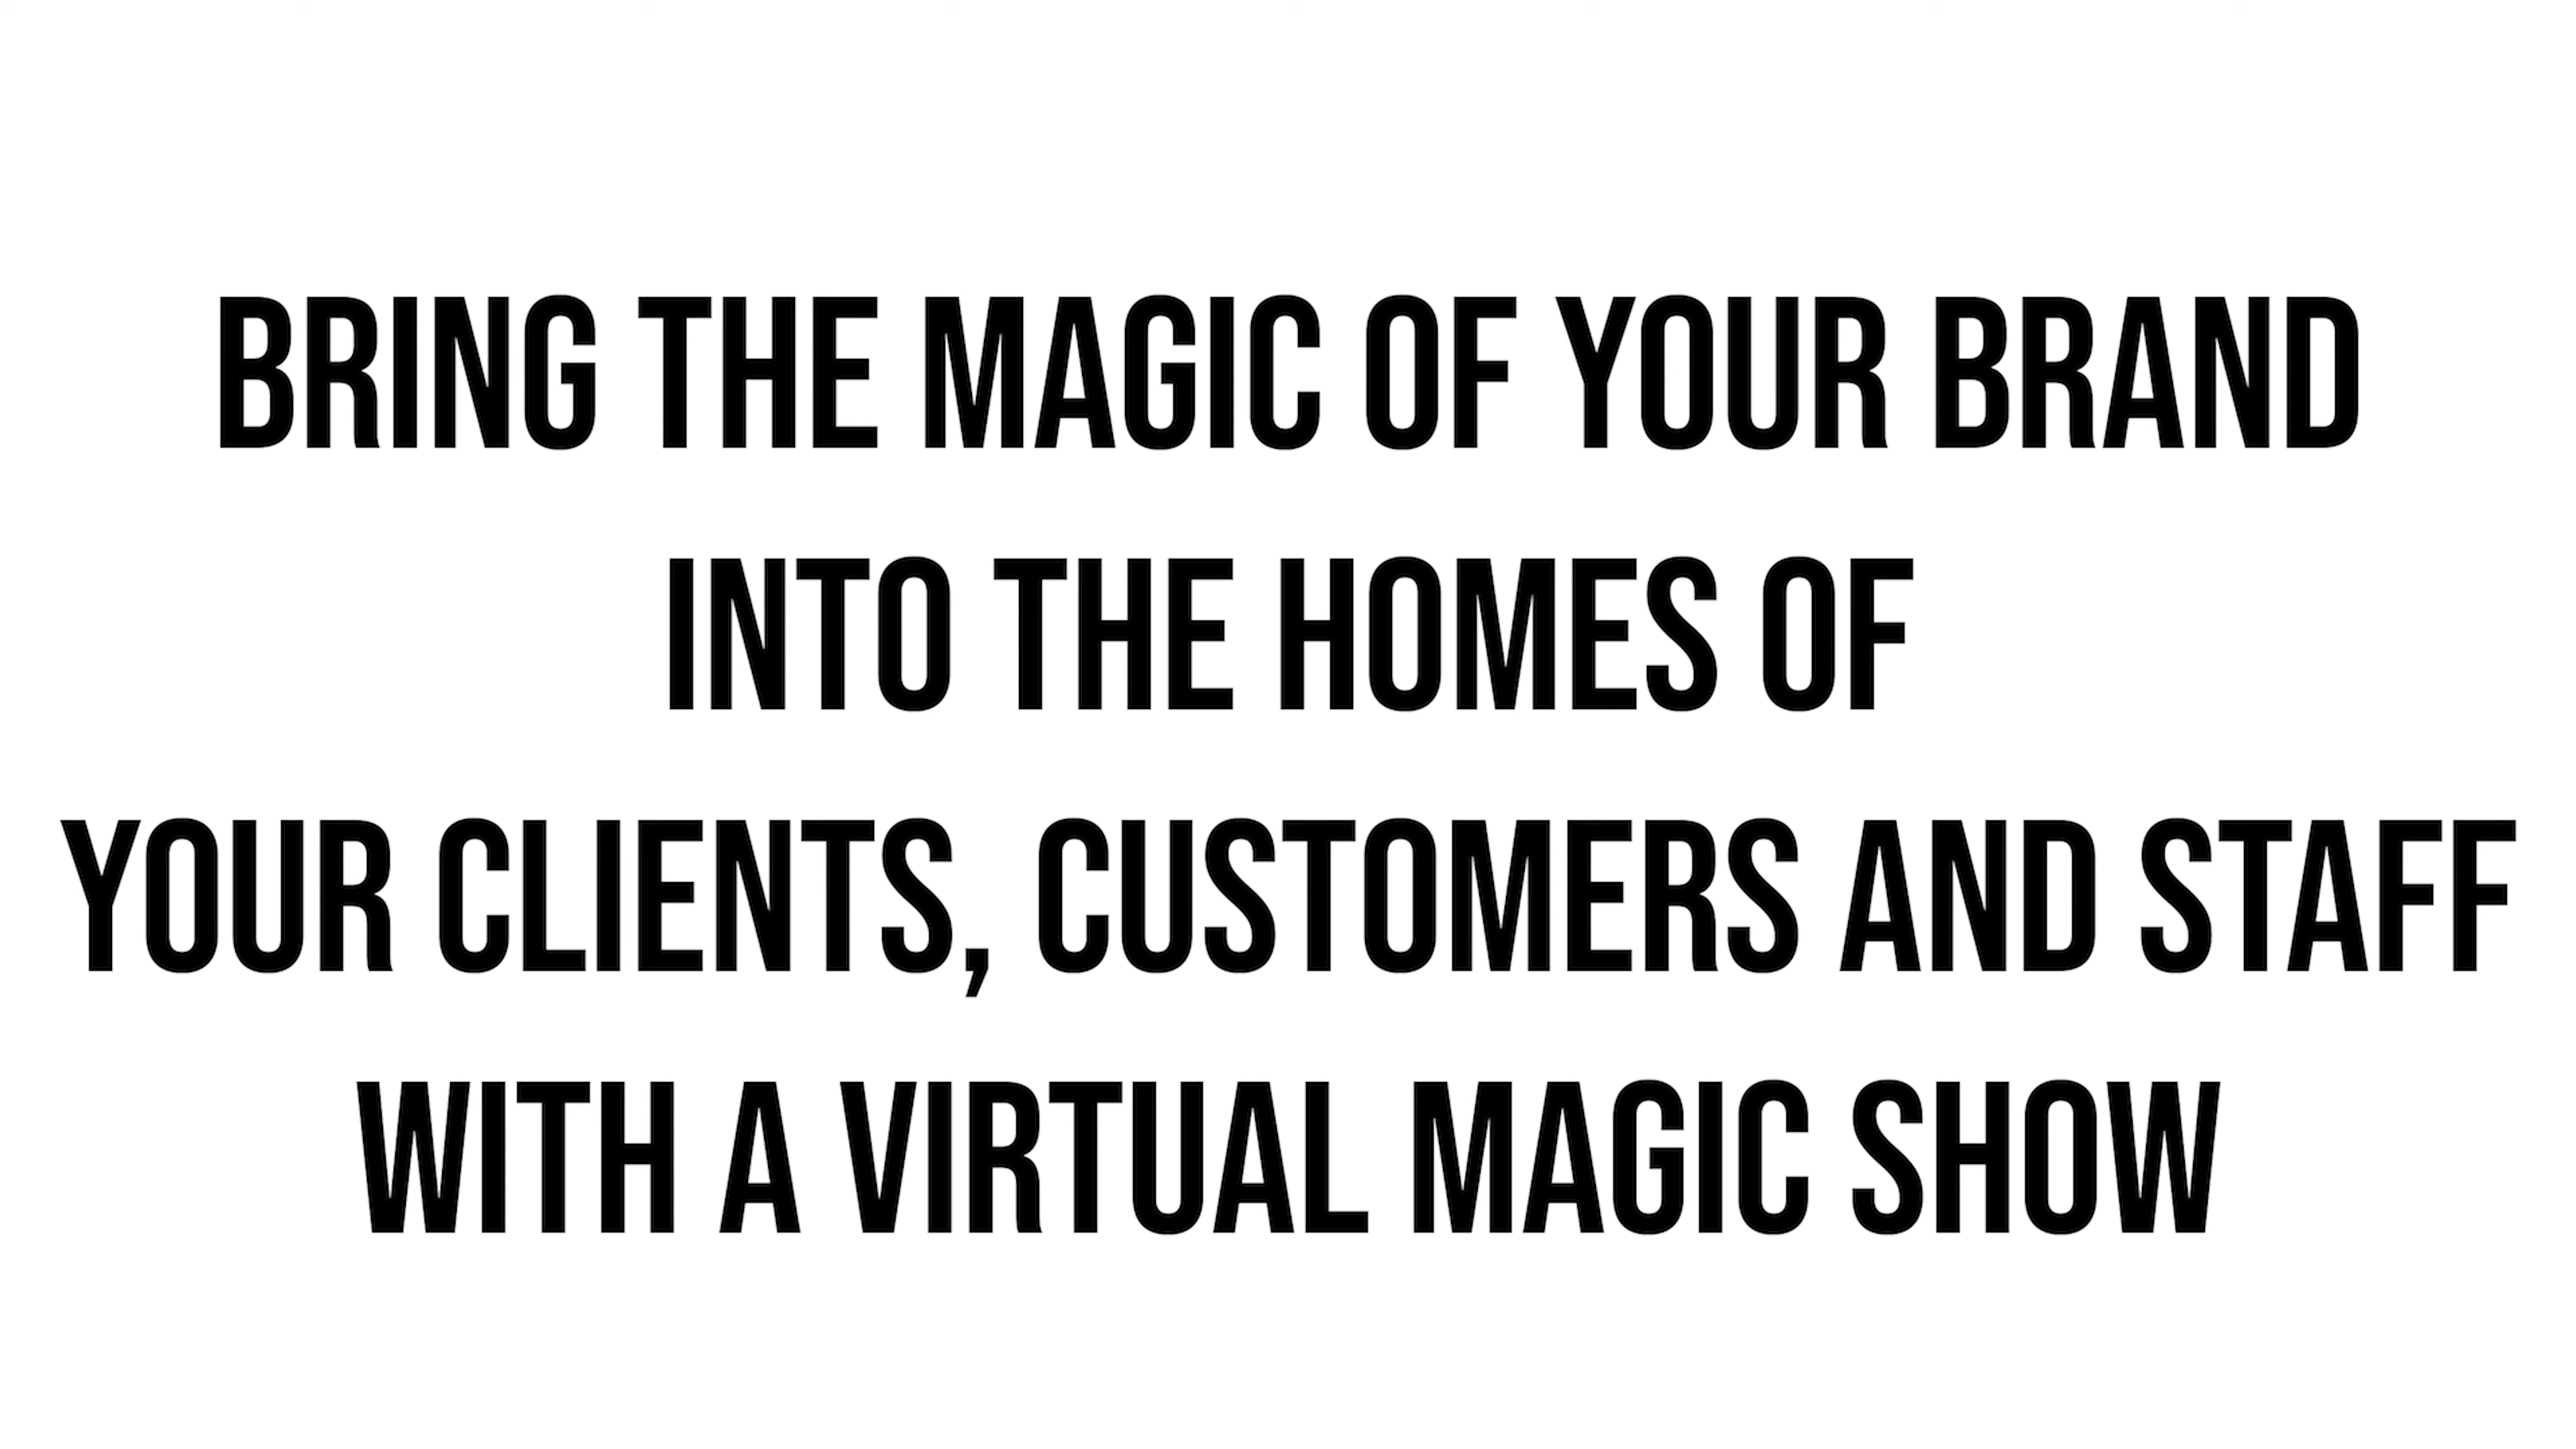 BRING THE MAGIC OF YOUR BRAND
INTO THE HOMES OF
YOUR CLIENTS, CUSTOMERS AND STAFF
WITH A VIRTUAL MAGIC SHOW